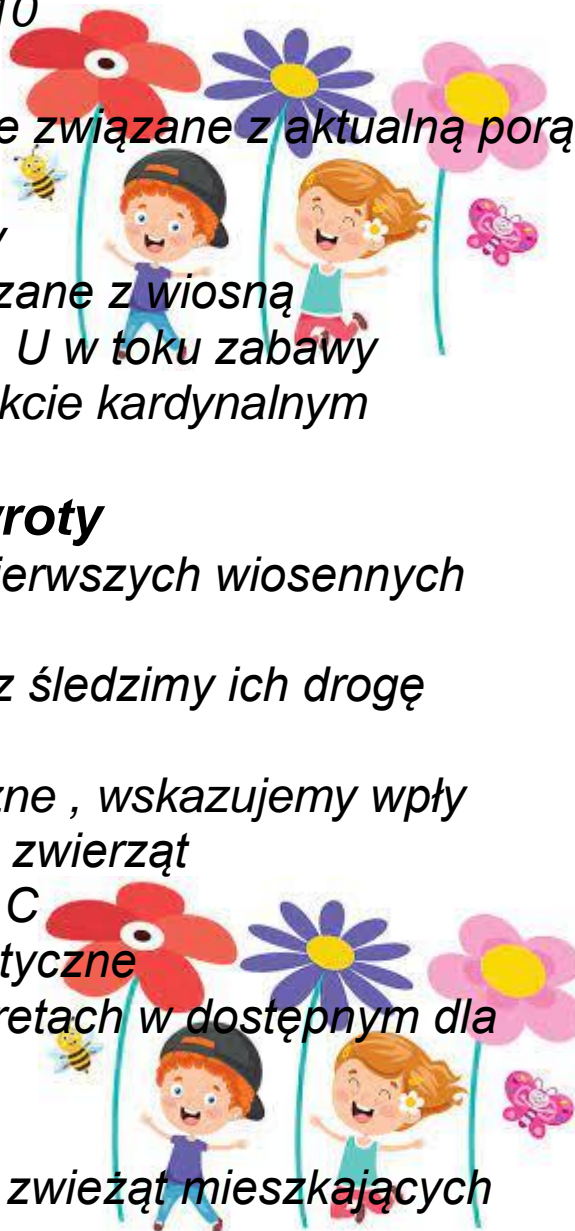 10
e związane z aktualną porą
y
zane z wiosną
U w toku zabawy
kcie kardynalnym
roty
ierwszych wiosennych
z śledzimy ich drogę
zne , wskazujemy wpły
zwierząt
C
tyczne
retach w dostępnym dla
zwieżąt mieszkających